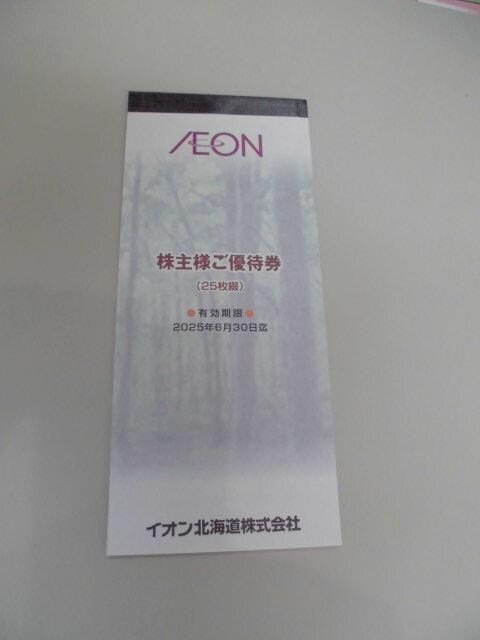 ÆON
株主様ご優待券
(25枚綴)
●有効期限●
2025年6月30日迄
イオン北海道株式会社